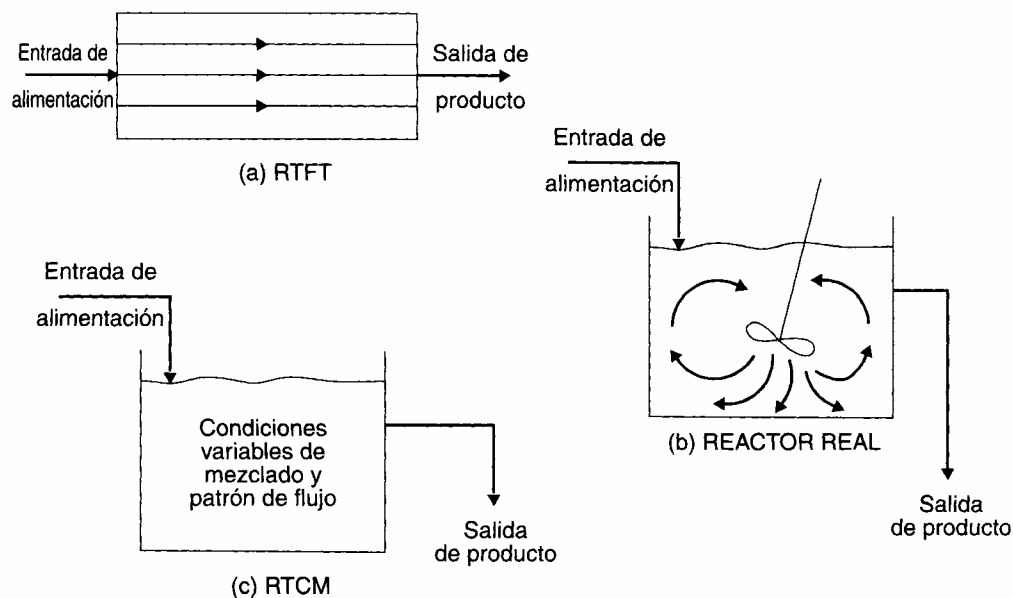 Entrada de
alimentación
Salida de
producto
(a) RTFT
Entrada de
alimentación
(b) REACTOR REAL
Salida
de producto
Entrada de
alimentación
Condiciones
variables de
mezclado y
patrón de flujo
Salida
de producto
(c) RTCM